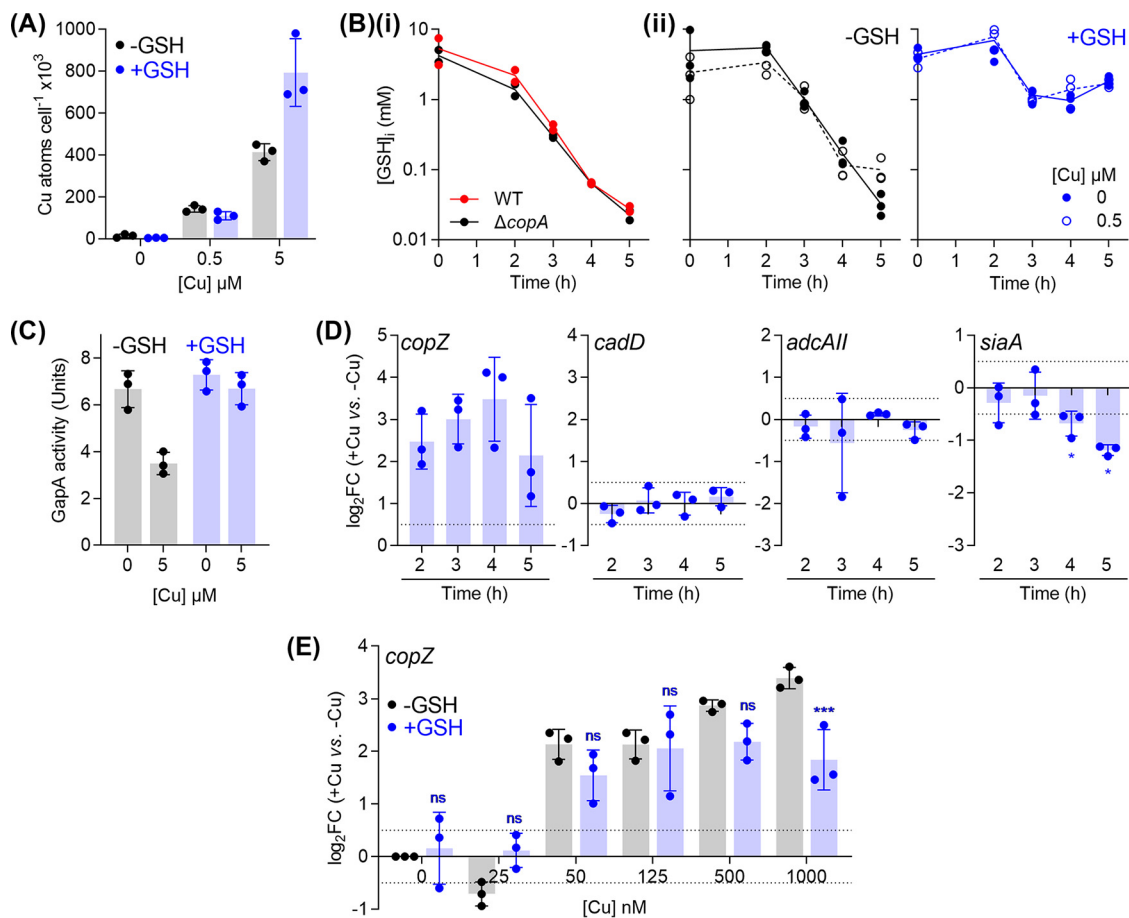 (A)
Cu atoms cell⁻¹ x10³
1000
800
600
400
200
0
-GSH
+GSH
0 0.5 5
[Cu] µM
(B)(i)
[GSH]i (mM)
10
1
0.1
0.01
WT
ΔcopA
0 1 2 3 4 5
Time (h)
(ii)
-GSH
0 1 2 3 4 5
Time (h)
+GSH
[Cu] µM
0
0.5
0 1 2 3 4 5
Time (h)
(C)
GapA activity (Units)
8
6
4
2
0
-GSH +GSH
0 5 0 5
[Cu] µM
(D)
log₂FC (+Cu vs. -Cu)
copZ
5
4
3
2
1
0
2 3 4 5
Time (h)
cadD
4
3
2
1
0
-1
2 3 4 5
Time (h)
adcAII
2
1
0
-1
-2
-3
2 3 4 5
Time (h)
siaA
1
0
-1
-2
-3
* *
2 3 4 5
Time (h)
(E)
log₂FC (+Cu vs. -Cu)
copZ
4
3
2
1
0
-1
-GSH
+GSH
ns ns ns ns ns ***
0 25 50 125 500 1000
[Cu] nM